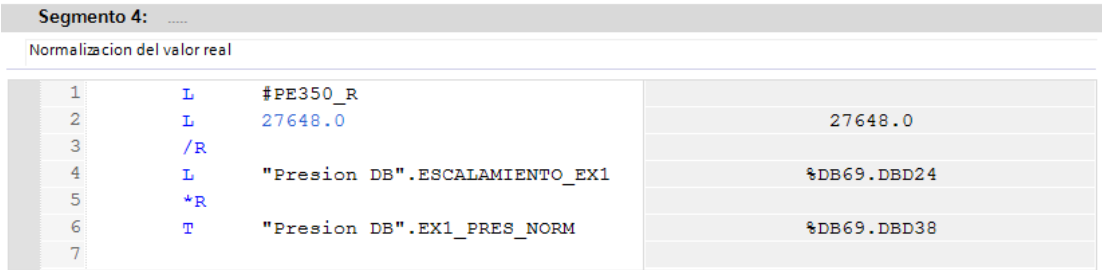 Segmento 4: .....
Normalizacion del valor real
1 L #PE350_R
2 L 27648.0 27648.0
3 /R
4 L "Presion DB".ESCALAMIENTO_EX1 %DB69.DBD24
5 *R
6 T "Presion DB".EX1_PRES_NORM %DB69.DBD38
7